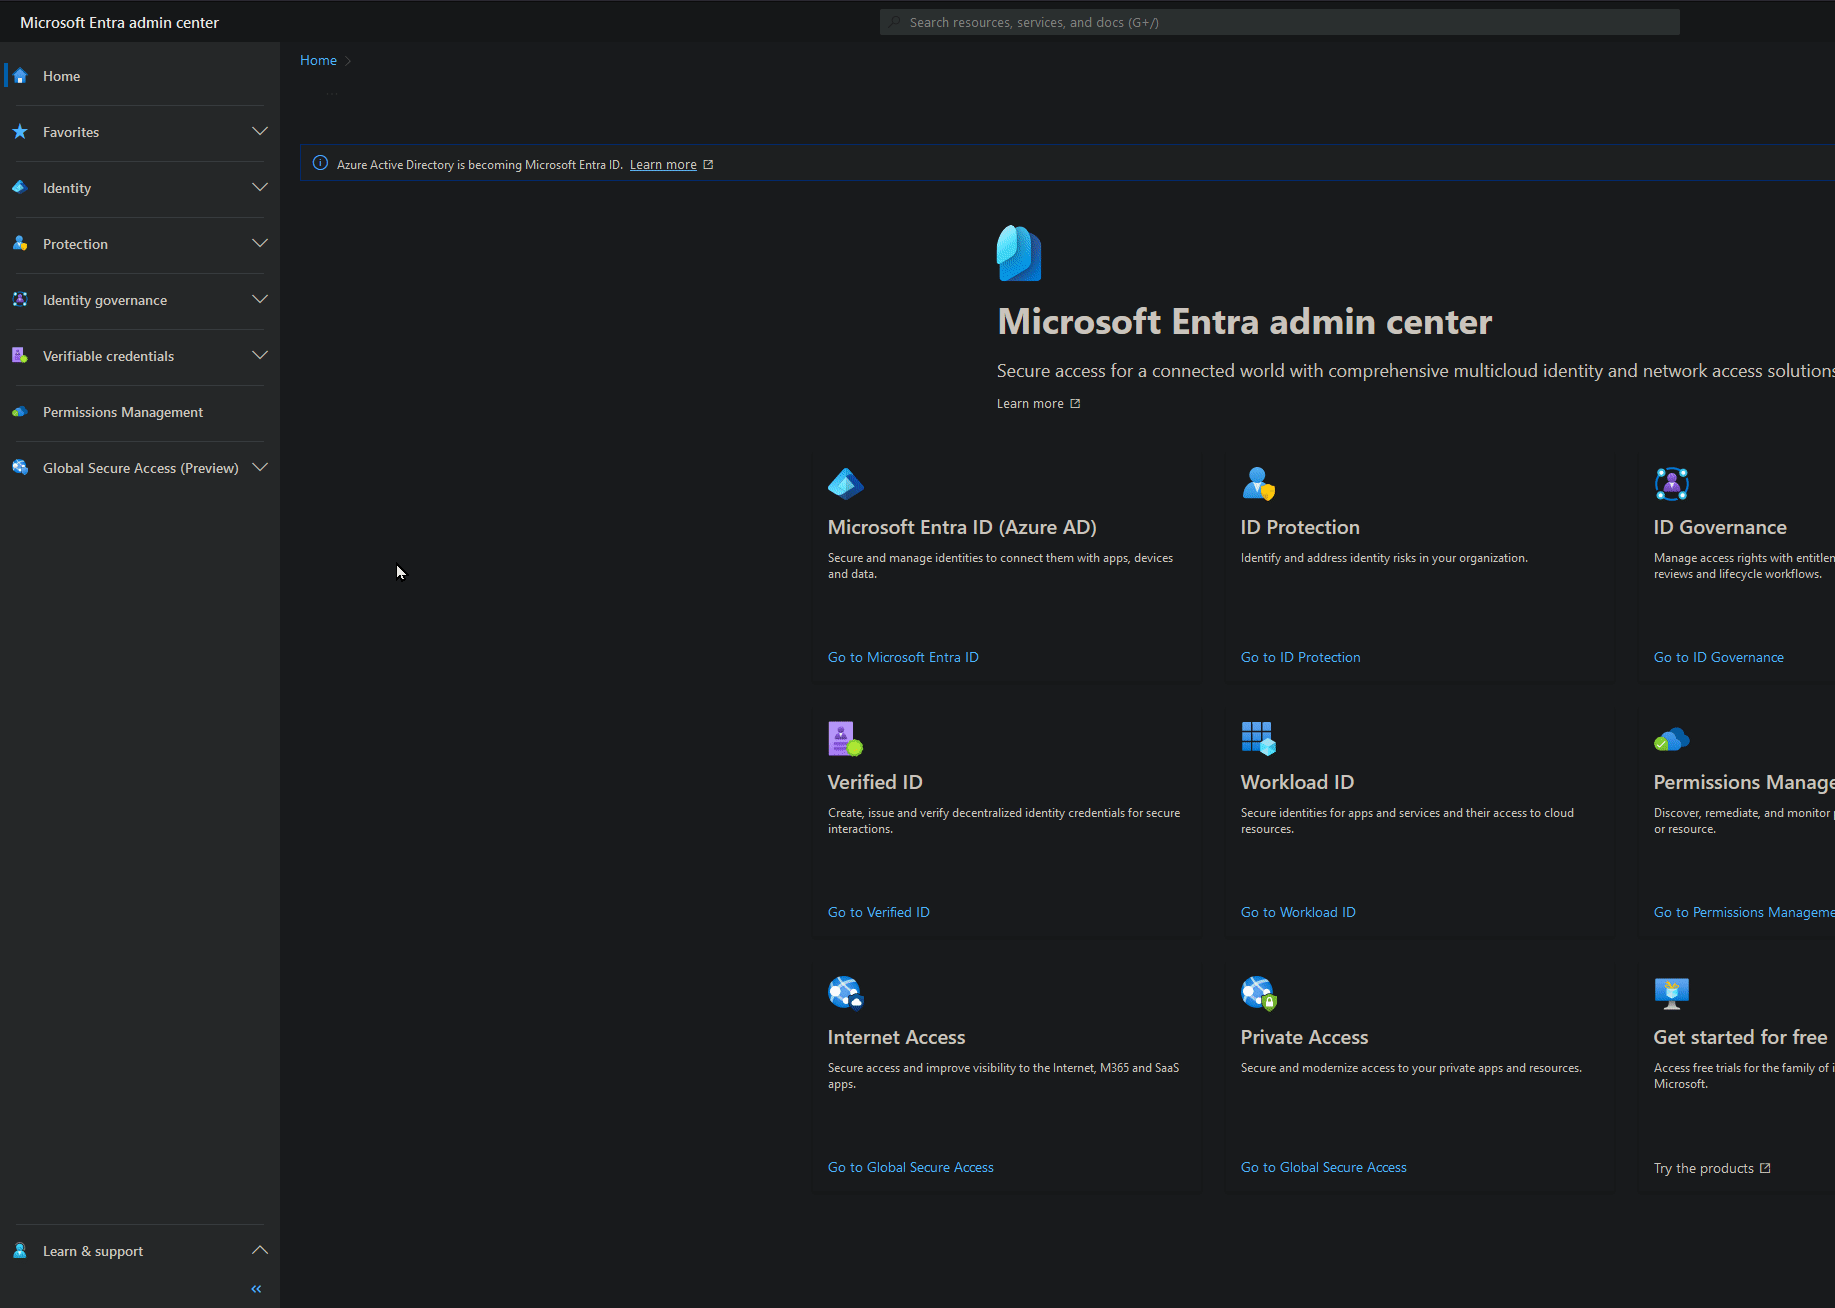 Microsoft Entra admin center
Search resources, services, and docs (G+/)
Home
Favorites
Identity
Protection
Identity governance
Verifiable credentials
Permissions Management
Global Secure Access (Preview)
Learn & support
Home
...
Azure Active Directory is becoming Microsoft Entra ID. Learn more
Microsoft Entra admin center
Secure access for a connected world with comprehensive multicloud identity and network access solutions
Learn more
Microsoft Entra ID (Azure AD)
Secure and manage identities to connect them with apps, devices
and data.
Go to Microsoft Entra ID
ID Protection
Identify and address identity risks in your organization.
Go to ID Protection
ID Governance
Manage access rights with
reviews and lifecycle workflows.
Go to ID Governance
Verified ID
Create, issue and verify decentralized identity credentials for secure
interactions.
Go to Verified ID
Workload ID
Secure identities for apps and services and their access to cloud
resources.
Go to Workload ID
Permissions
Discover, remediate, and monitor
or resource.
Go to Permissions
Internet Access
Secure access and improve visibility to the Internet, M365 and SaaS
apps.
Go to Global Secure Access
Private Access
Secure and modernize access to your private apps and resources.
Go to Global Secure Access
Get started for free
Access free trials for the family of
Microsoft.
Try the products